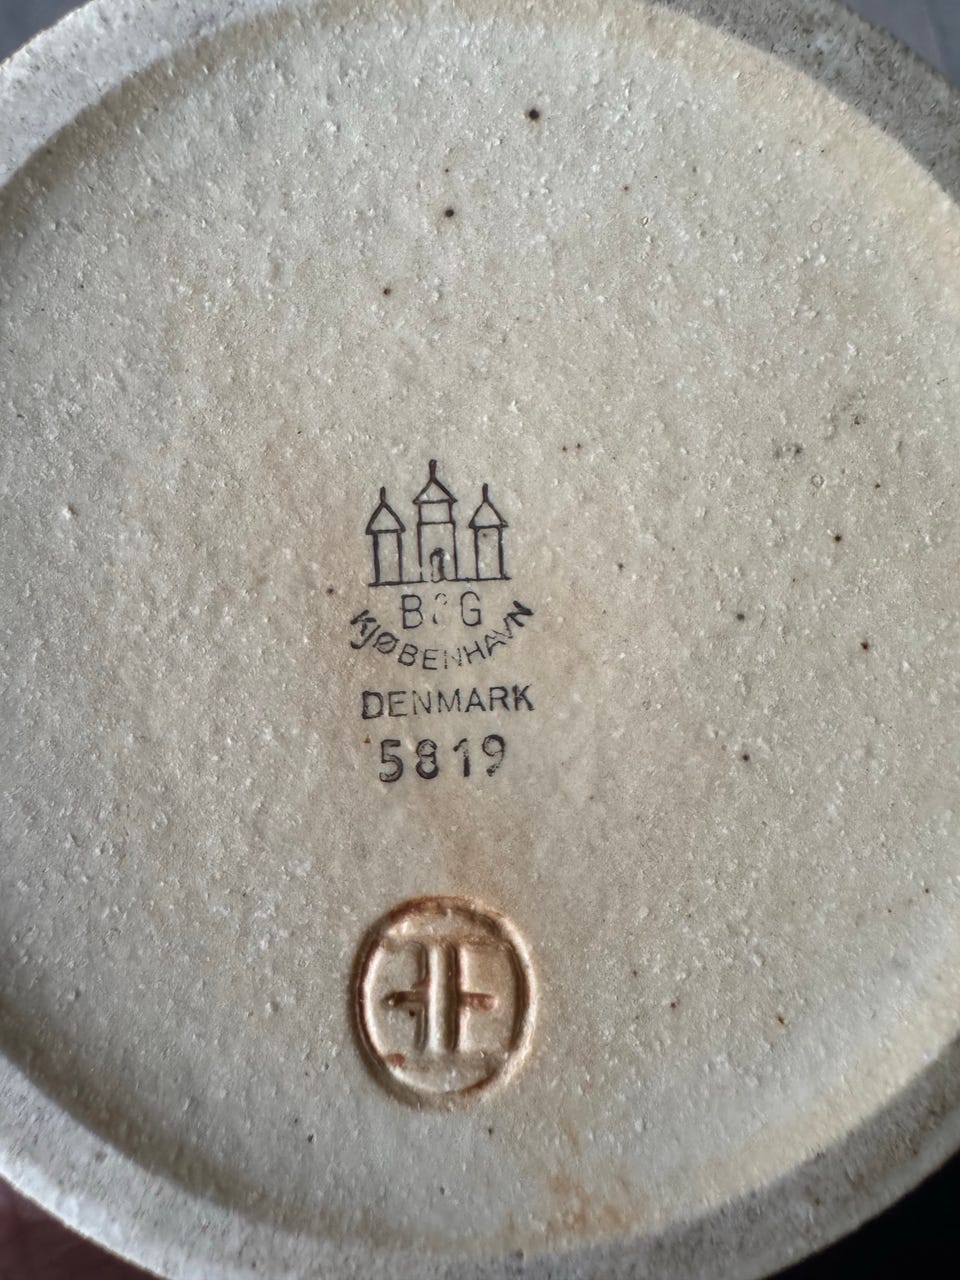 B&G
KJØBENHAVN
DENMARK
5819